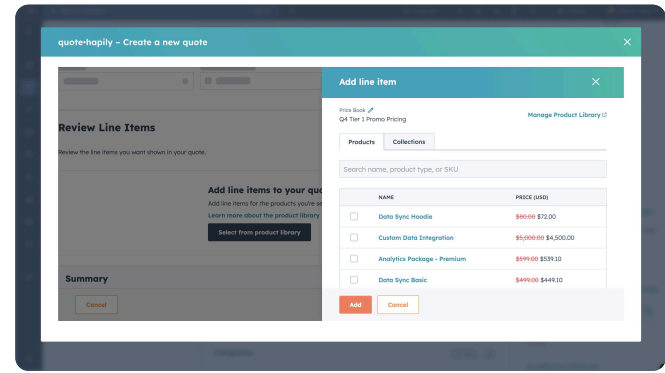 quote•hapily – Create a new quote
Add line item
Price Book
Q4 Tier 1 Promo Pricing
Manage Product Library
Products
Collections
Search name, product type, or SKU
NAME
PRICE (USD)
Data Sync Hoodie
$80.00 $72.00
Custom Data Integration
$5,000.00 $4,500.00
Analytics Package - Premium
$599.00 $539.10
Data Sync Basic
$499.00 $449.10
Add
Cancel
Review Line Items
Review the line items you want shown in your quote.
Add line items to your quo
Add line items for the products you're se
Learn more about the product library
Select from product library
Summary
Cancel